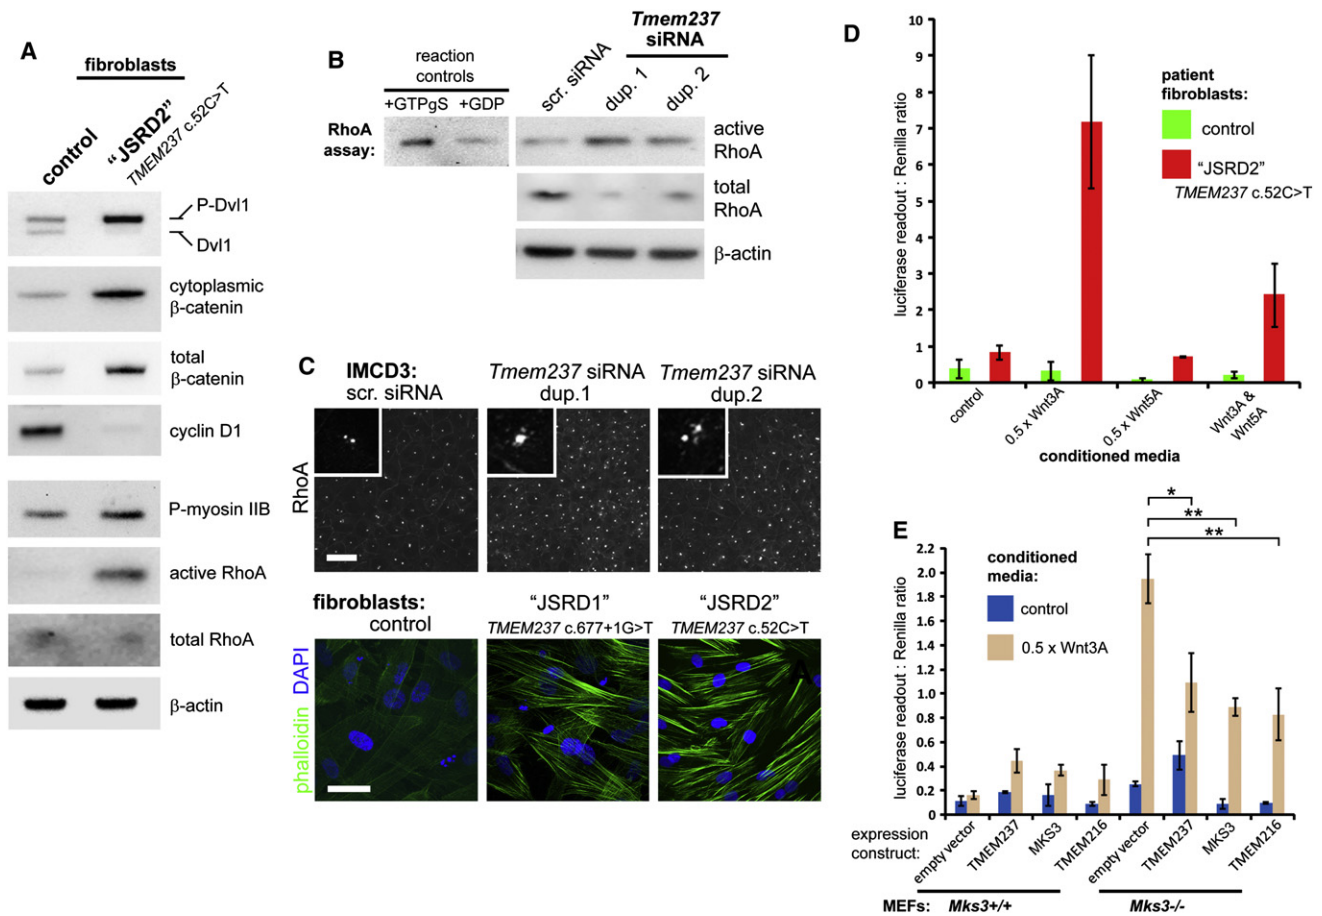 A
fibroblasts
control
"JSRD2"
TMEM237 c.52C>T
P-Dvl1
Dvl1
cytoplasmic
β-catenin
total
β-catenin
cyclin D1
P-myosin IIB
active RhoA
total RhoA
β-actin
B
reaction
controls
+GTPgS +GDP
RhoA
assay:
Tmem237
siRNA
scr. siRNA
dup. 1
dup. 2
active
RhoA
total
RhoA
β-actin
C
IMCD3:
scr. siRNA
Tmem237 siRNA
dup.1
Tmem237 siRNA
dup.2
RhoA
fibroblasts:
control
"JSRD1"
TMEM237 c.677+1G>T
"JSRD2"
TMEM237 c.52C>T
phalloidin DAPI
A
D
luciferase readout : Renilla ratio
10
9
8
7
6
5
4
3
2
1
0
patient
fibroblasts:
control
"JSRD2"
TMEM237 c.52C>T
control
0.5 x Wnt3A
0.5 x Wnt5A
Wnt3A &
Wnt5A
conditioned media
E
luciferase readout : Renilla ratio
2.2
2.0
1.8
1.6
1.4
1.2
1.0
0.8
0.6
0.4
0.2
0
conditioned
media:
control
0.5 x Wnt3A
*
**
**
expression
construct:
empty vector
TMEM237
MKS3
TMEM216
empty vector
TMEM237
MKS3
TMEM216
MEFs: Mks3+/+ Mks3-/-